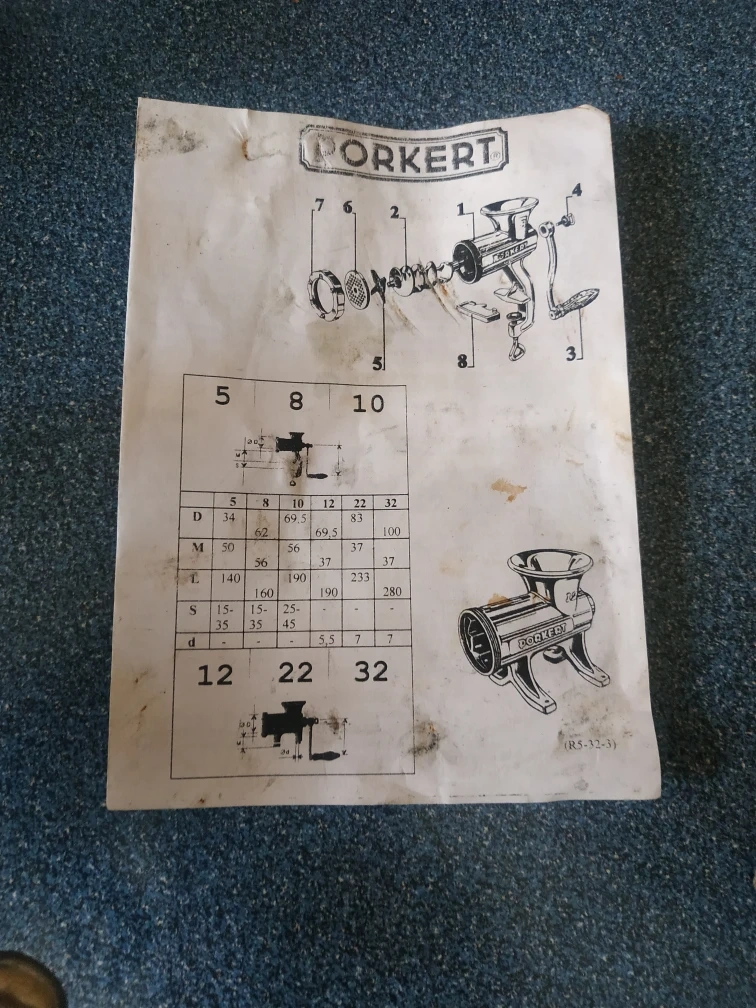 PORKERT
7 6 2 1 4
PORKERT
5 8 3
5 8 10
5 8 10 12 22 32
D 34 62 69,5 69,5 83 100
M 50 56 56 37 37 37
L 140 160 190 190 233 280
S 15-35 15-35 25-45 - - -
d - - - 5,5 7 7
12 22 32
PORKERT
(R5-32-3)